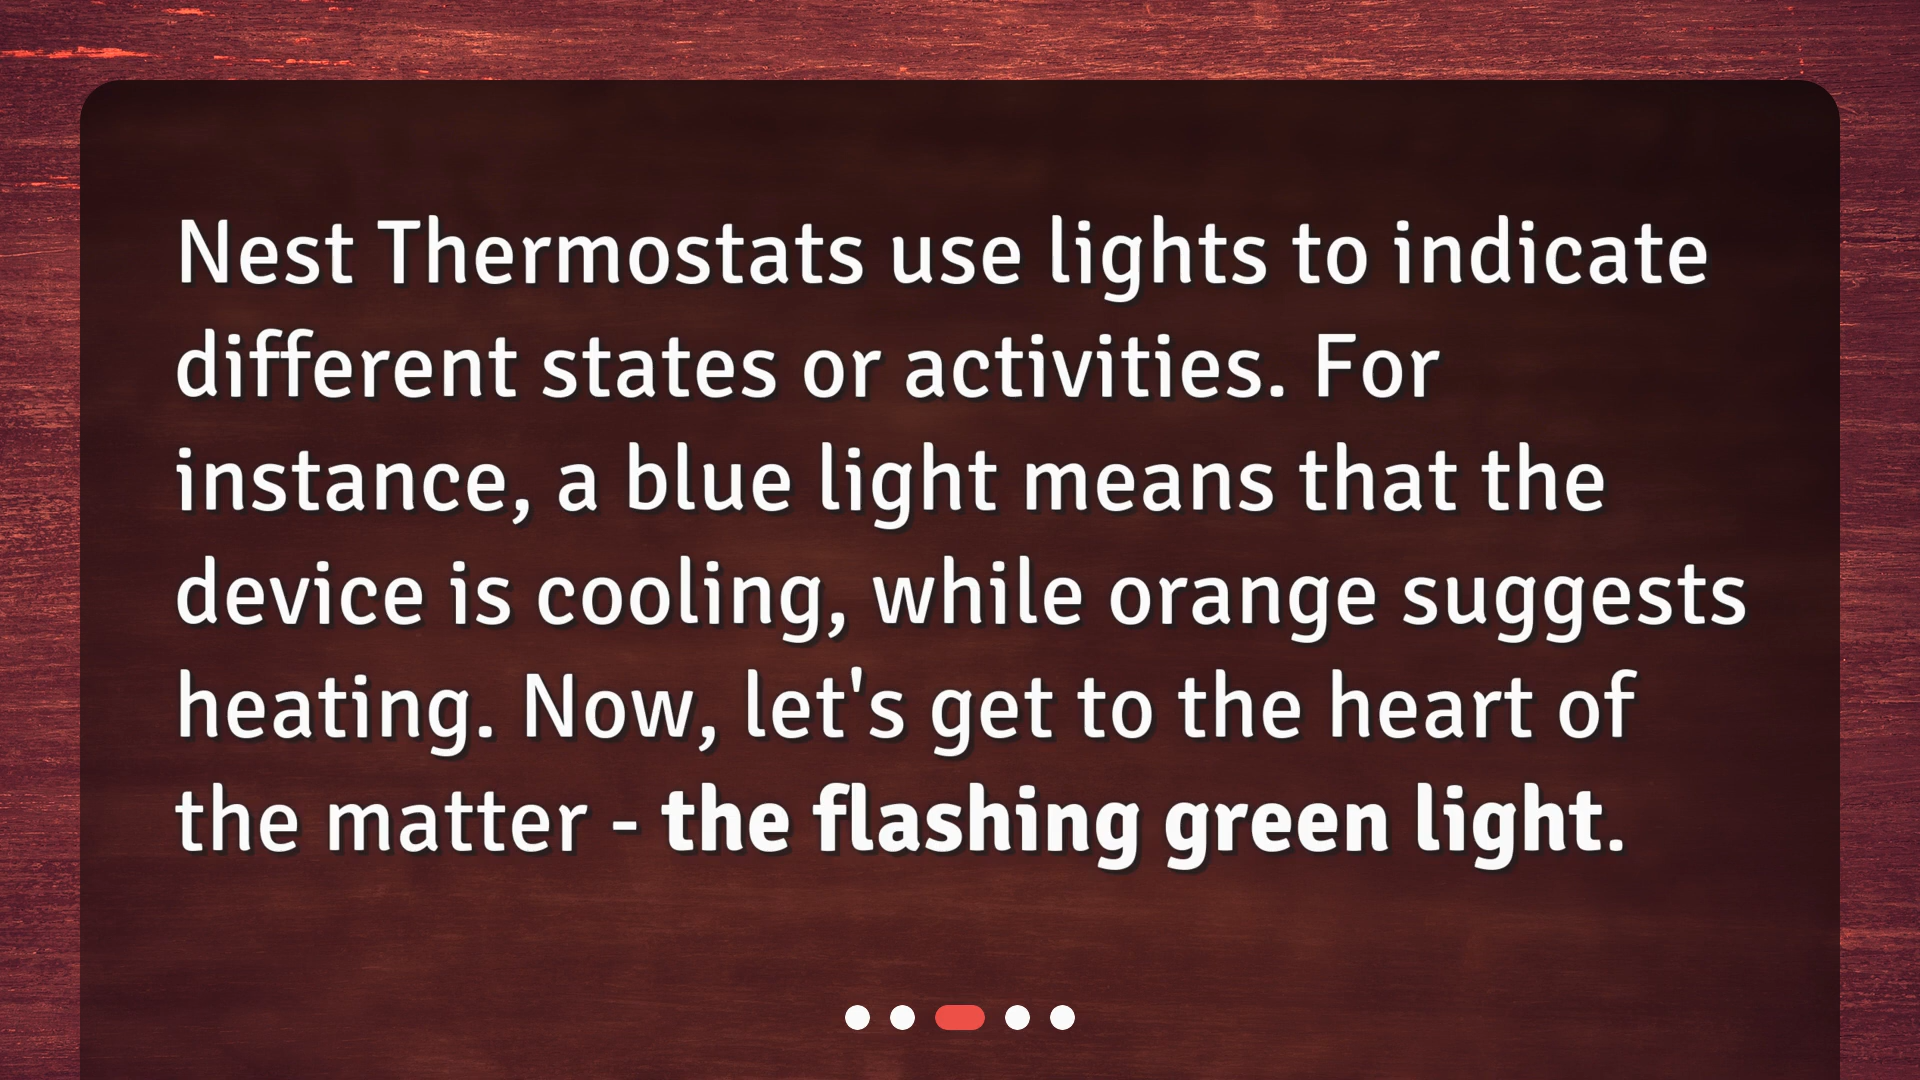 Nest Thermostats use lights to indicate
different states or activities. For
instance, a blue light means that the
device is cooling, while orange suggests
heating. Now, let's get to the heart of
the matter - the flashing green light.